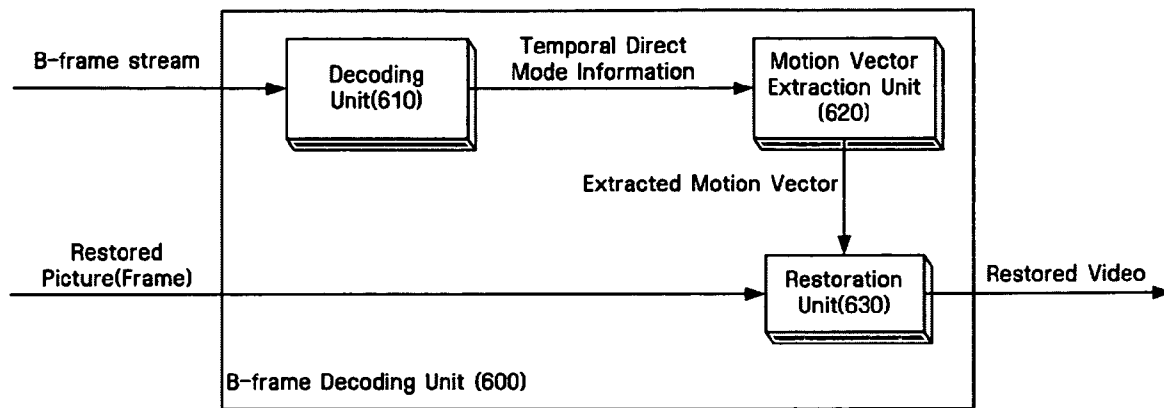 B-frame stream
Decoding
Unit(610)
Temporal Direct
Mode Information
Motion Vector
Extraction Unit
(620)
Extracted Motion Vector
Restored
Picture(Frame)
Restoration
Unit(630)
Restored Video
B-frame Decoding Unit (600)